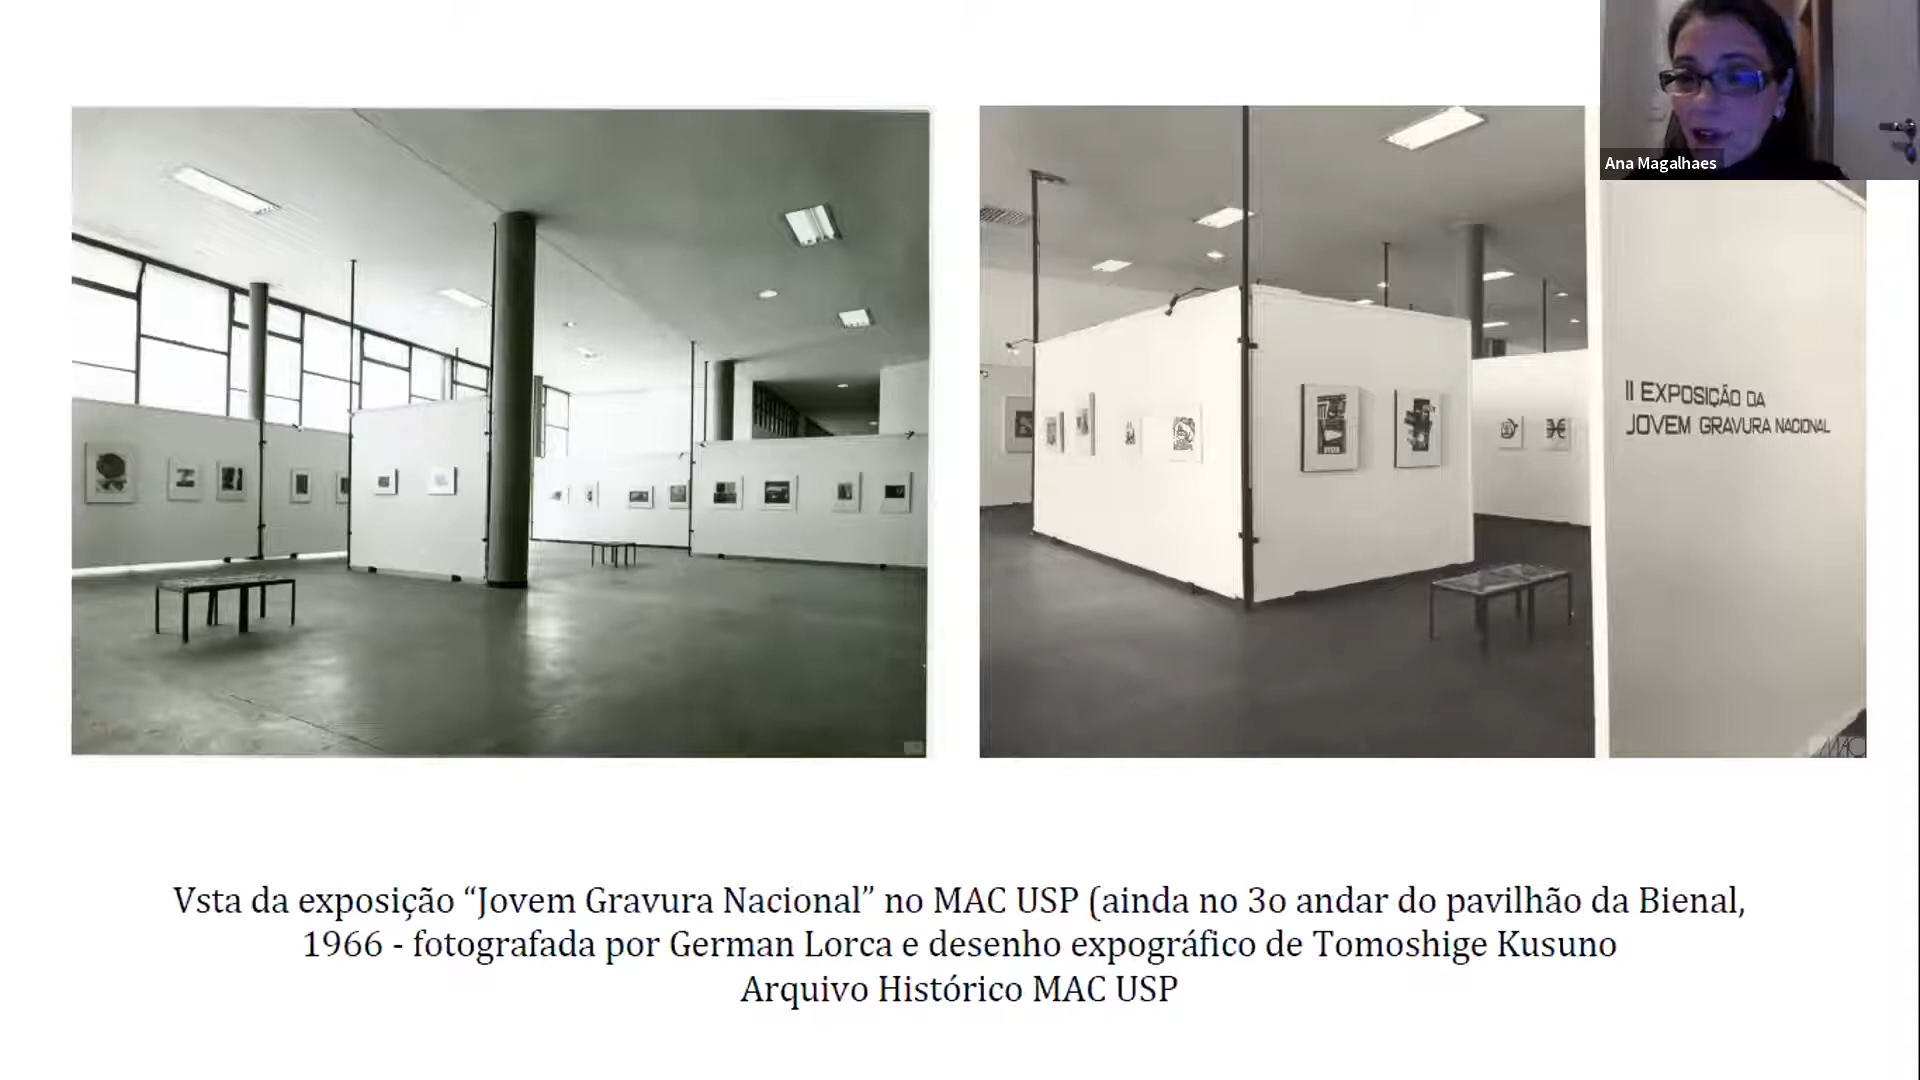 Ana Magalhaes
II EXPOSIÇÃO DA
JOVEM GRAVURA NACIONAL
MAC
Vsta da exposição “Jovem Gravura Nacional” no MAC USP (ainda no 3o andar do pavilhão da Bienal,
1966 - fotografada por German Lorca e desenho expográfico de Tomoshige Kusuno
Arquivo Histórico MAC USP